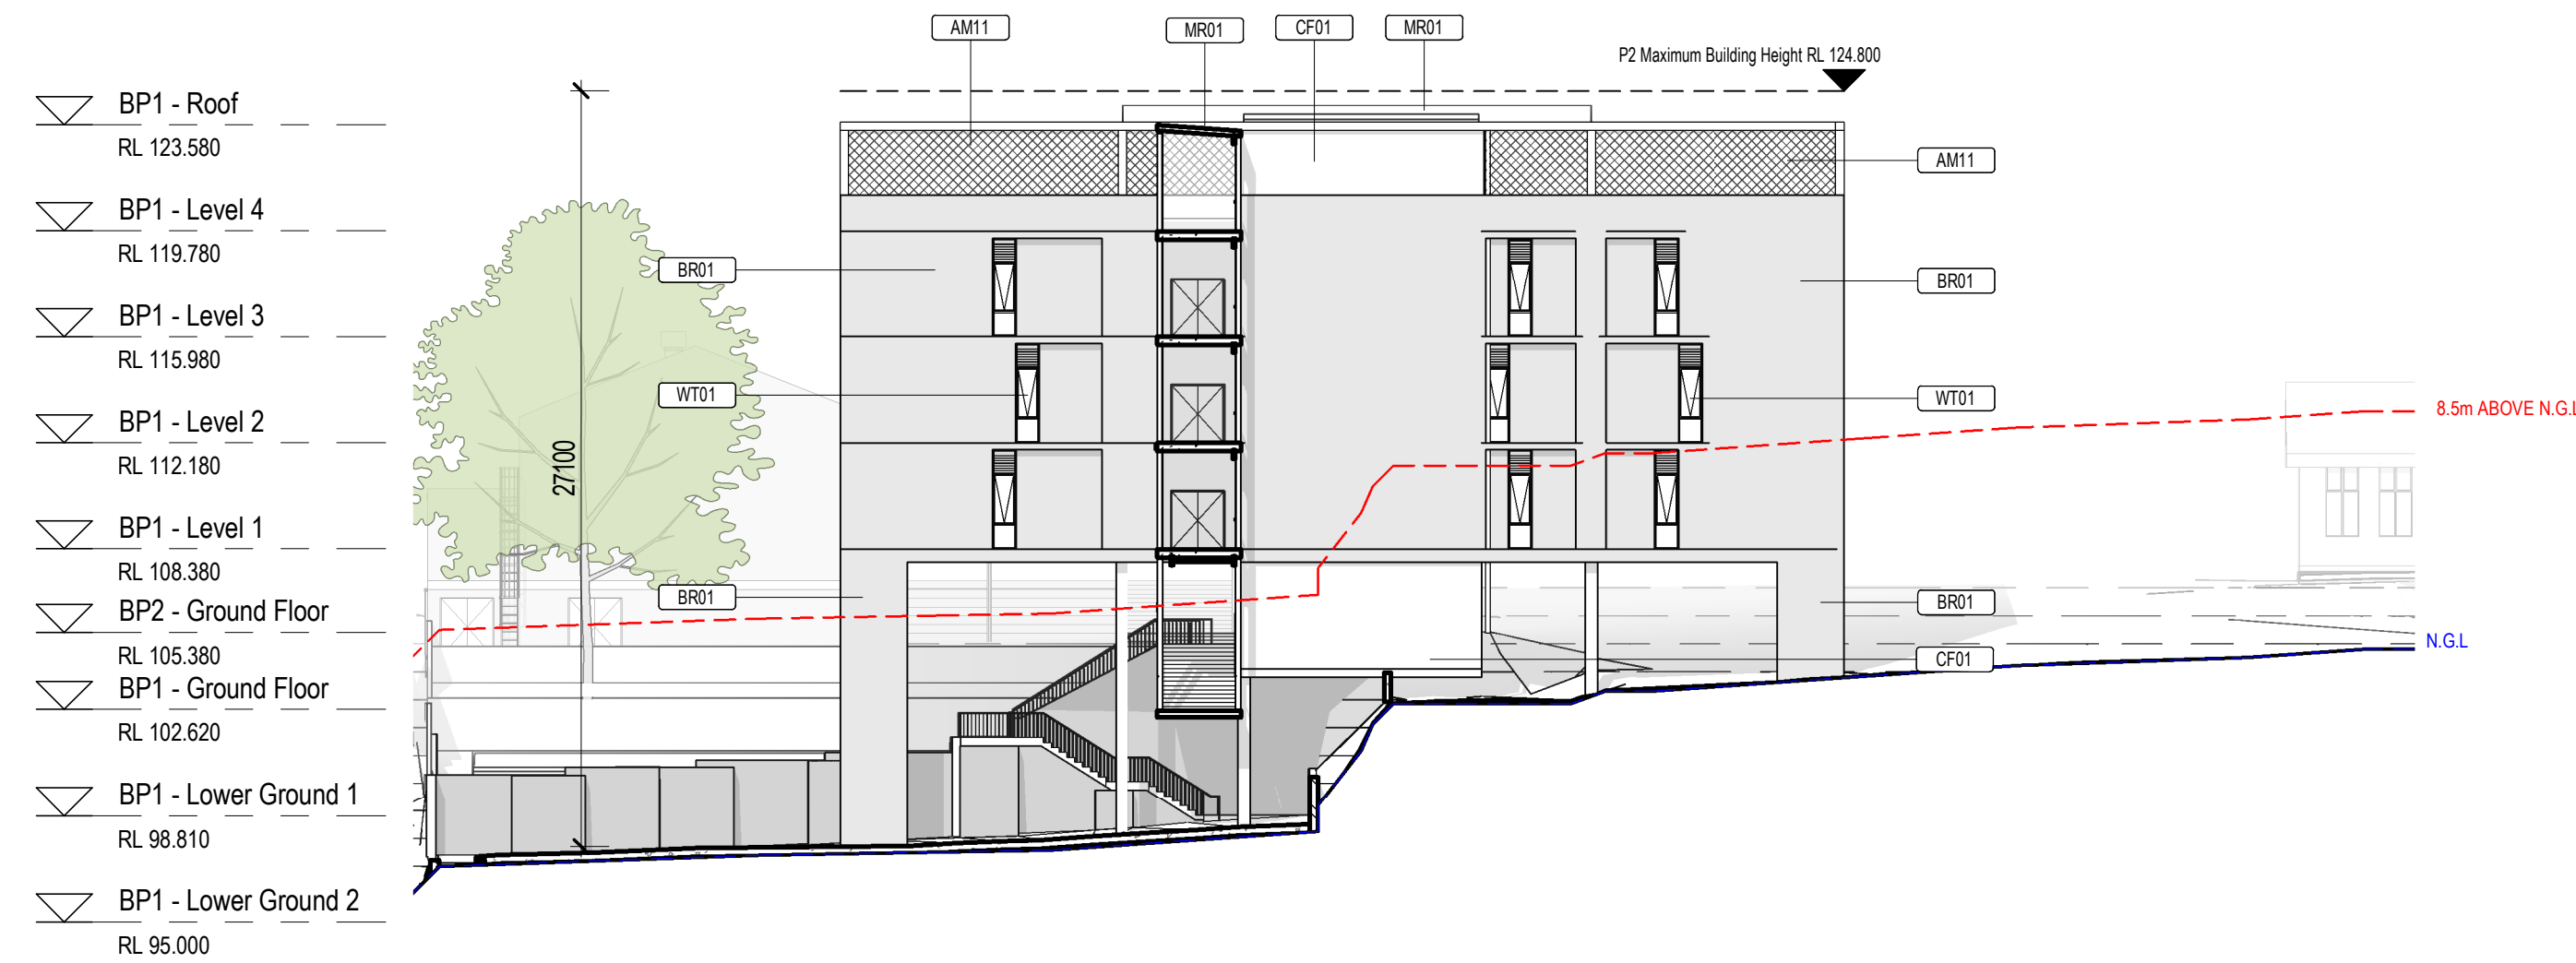 AM11
MR01
CF01
MR01
P2 Maximum Building Height RL 124.800
BP1 - Roof
RL 123.580
AM11
BP1 - Level 4
RL 119.780
BR01
BR01
BP1 - Level 3
RL 115.980
WT01
WT01
8.5m ABOVE N.G.L
BP1 - Level 2
RL 112.180
27100
BP1 - Level 1
RL 108.380
BR01
BR01
BP2 - Ground Floor
RL 105.380
N.G.L
CF01
BP1 - Ground Floor
RL 102.620
BP1 - Lower Ground 1
RL 98.810
BP1 - Lower Ground 2
RL 95.000